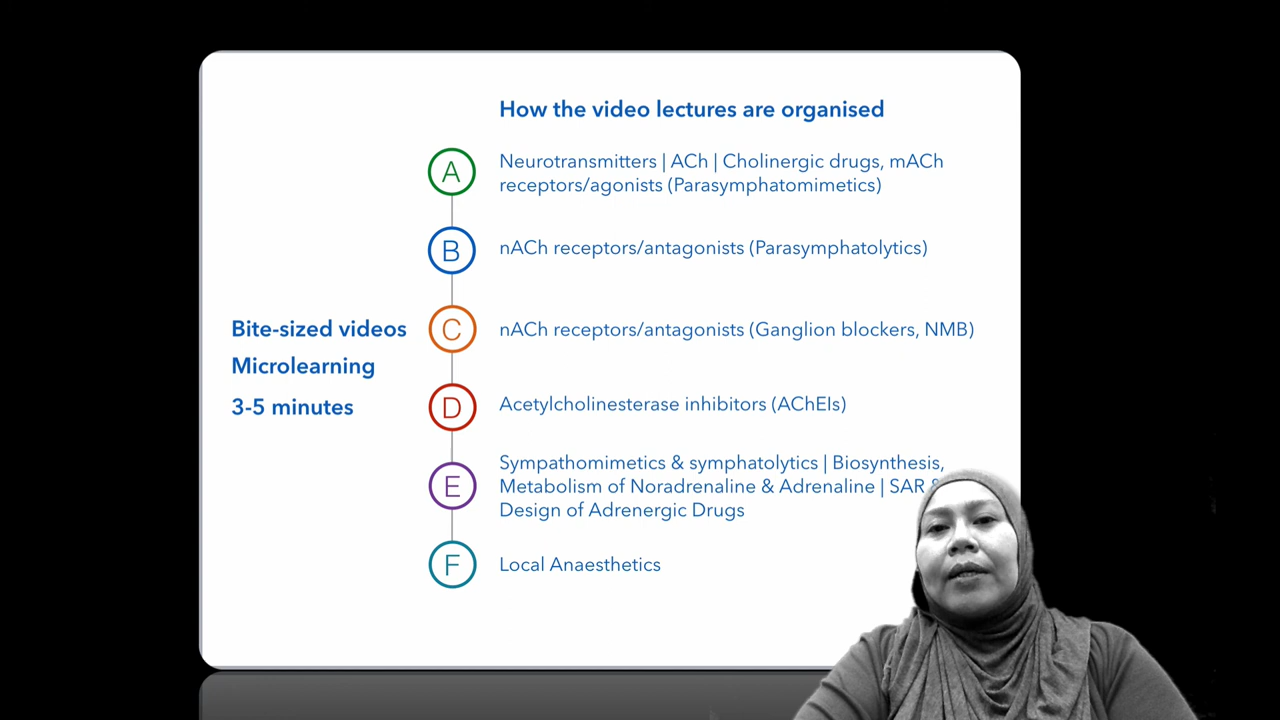 How the video lectures are organised
A
Neurotransmitters | ACh | Cholinergic drugs, mACh
receptors/agonists (Parasymphatomimetics)
B
nACh receptors/antagonists (Parasymphatolytics)
Bite-sized videos
Microlearning
3-5 minutes
C
nACh receptors/antagonists (Ganglion blockers, NMB)
D
Acetylcholinesterase inhibitors (AChEIs)
E
Sympathomimetics & symphatolytics | Biosynthesis,
Metabolism of Noradrenaline & Adrenaline | SAR &
Design of Adrenergic Drugs
F
Local Anaesthetics